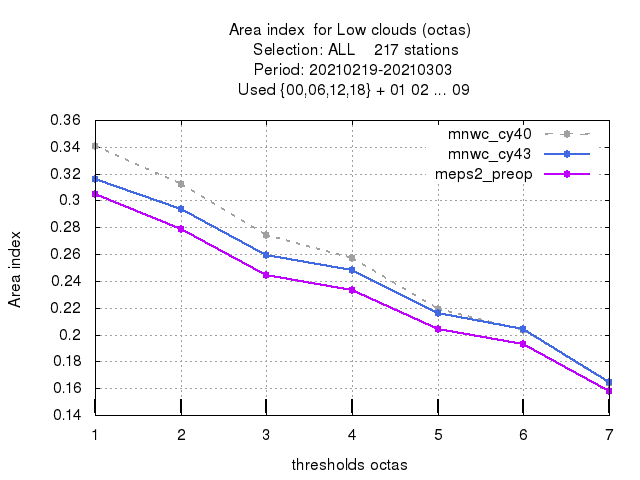 Area index  for Low clouds (octas)
Selection: ALL    217 stations
Period: 20210219-20210303
Used {00,06,12,18} + 01 02 ... 09
mnwc_cy40
mnwc_cy43
meps2_preop
Area index
0.36
0.34
0.32
0.3
0.28
0.26
0.24
0.22
0.2
0.18
0.16
0.14
1 2 3 4 5 6 7
thresholds octas